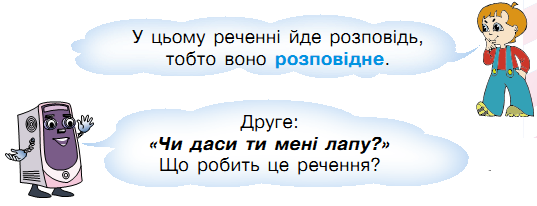 У цьому реченні йде розповідь,
тобто воно розповідне.
Друге:
«Чи даси ти мені лапу?»
Що робить це речення?